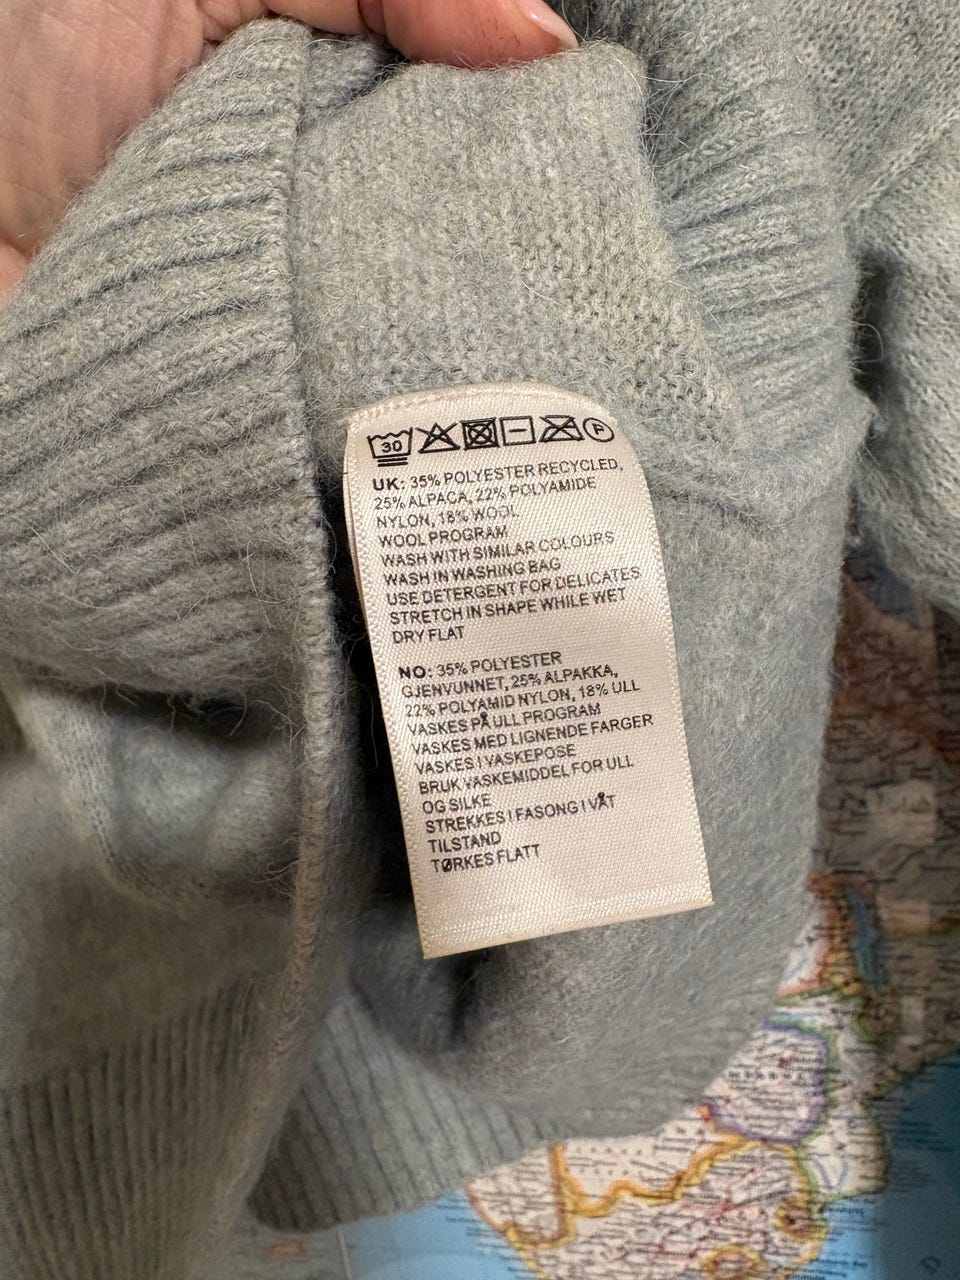 30 P
UK: 35% POLYESTER RECYCLED,
25% ALPACA, 22% POLYAMIDE
NYLON, 18% WOOL
WOOL PROGRAM
WASH WITH SIMILAR COLOURS
WASH IN WASHING BAG
USE DETERGENT FOR DELICATES
STRETCH IN SHAPE WHILE WET
DRY FLAT
NO: 35% POLYESTER
GJENVUNNET, 25% ALPAKKA,
22% POLYAMID NYLON, 18% ULL
VASKES PÅ ULL PROGRAM
VASKES MED LIGNENDE FARGER
VASKES I VASKEPOSE
BRUK VASKEMIDDEL FOR ULL
OG SILKE
STREKKES I FASONG I VÅT
TILSTAND
TØRKES FLATT